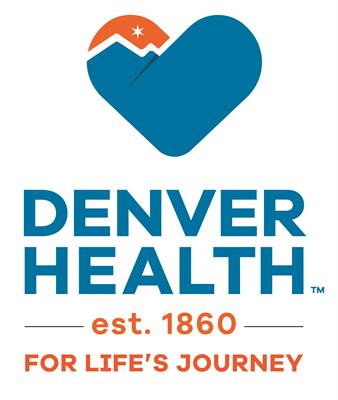 DENVER
HEALTH™
est. 1860
FOR LIFE'S JOURNEY